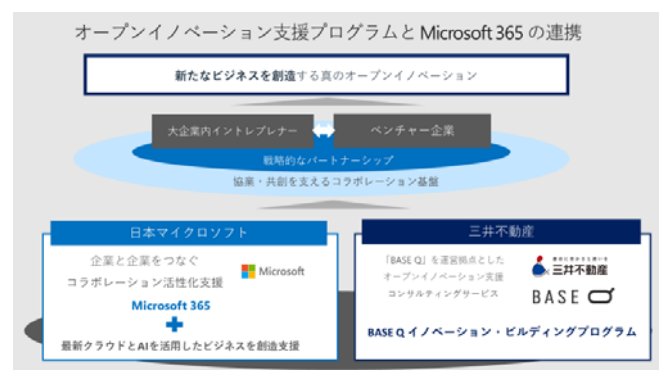 オープンイノベーション支援プログラムと Microsoft 365 の連携
新たなビジネスを創造する真のオープンイノベーション
大企業内イントレプレナー
ベンチャー企業
戦略的なパートナーシップ
協業・共創を支えるコラボレーション基盤
日本マイクロソフト
企業と企業をつなぐ
コラボレーション活性化支援
Microsoft
Microsoft 365
最新クラウドとAIを活用したビジネスを創造支援
三井不動産
「BASE Q」を運営拠点とした
オープンイノベーション支援
コンサルティングサービス
三井不動産
BASE Q
BASE Q イノベーション・ビルディングプログラム